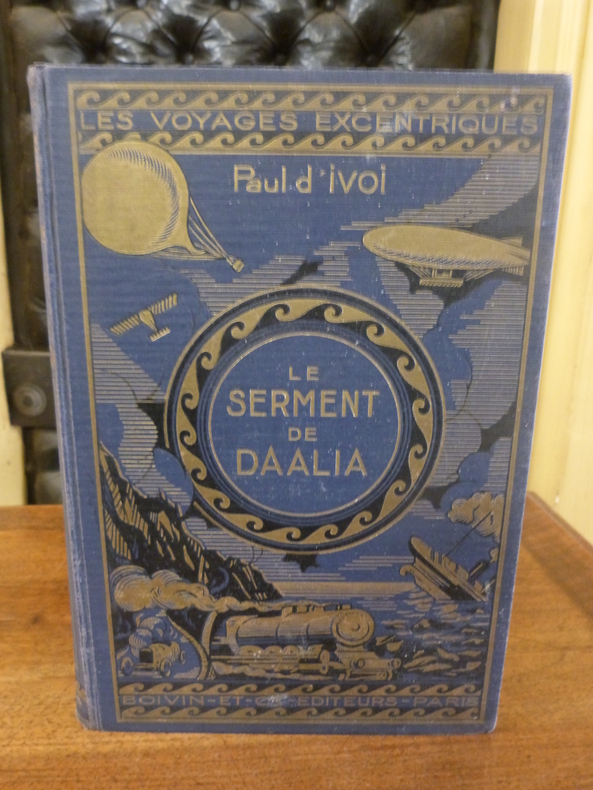 LES VOYAGES EXCENTRIQUES
Paul d'ivoi
LE
SERMENT
DE
DAALIA
BOIVIN-ET-Cie-EDITEURS-PARIS